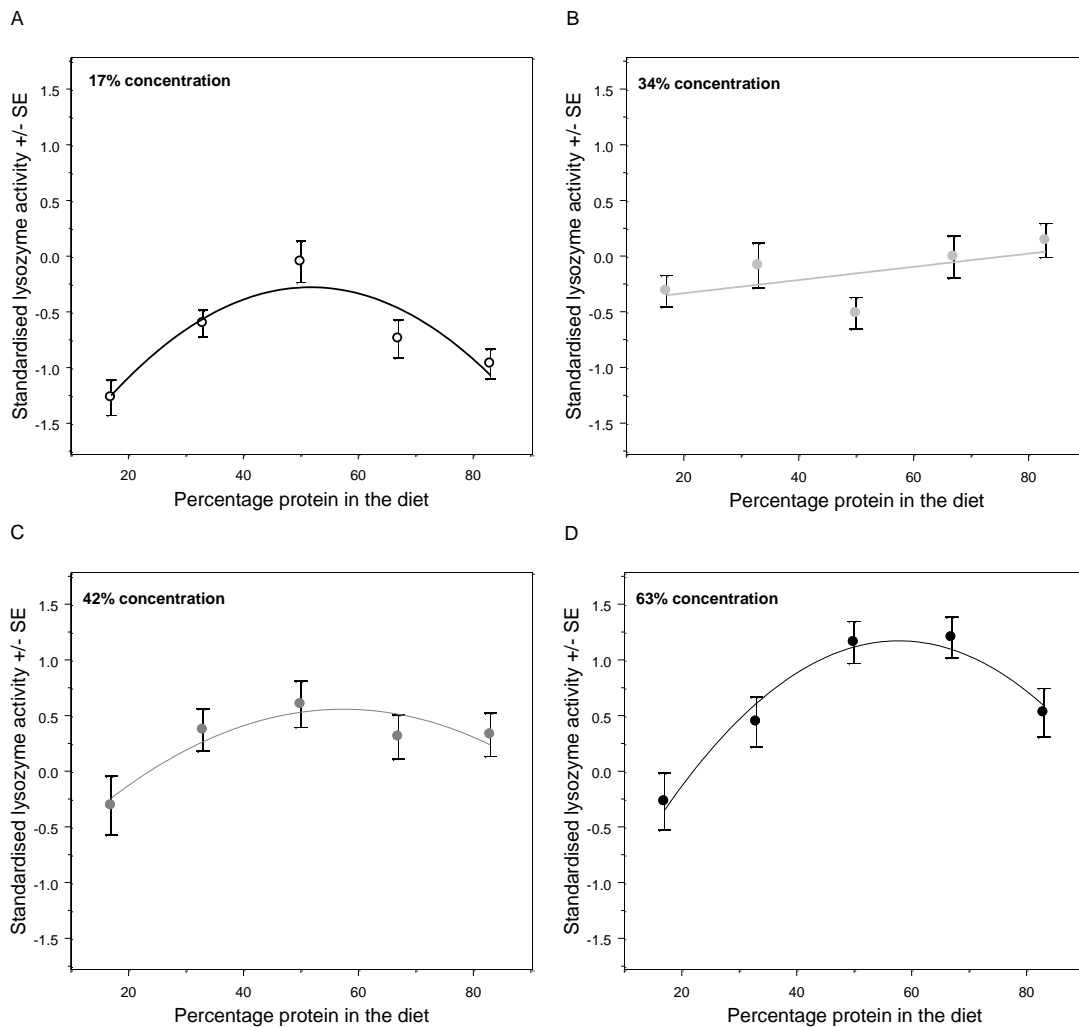 A
17% concentration
Standardised lysozyme activity +/- SE
1.5
1.0
0.5
0.0
-0.5
-1.0
-1.5
20
40
60
80
Percentage protein in the diet
B
34% concentration
Standardised lysozyme activity +/- SE
1.5
1.0
0.5
0.0
-0.5
-1.0
-1.5
20
40
60
80
Percentage protein in the diet
C
42% concentration
Standardised lysozyme activity +/- SE
1.5
1.0
0.5
0.0
-0.5
-1.0
-1.5
20
40
60
80
Percentage protein in the diet
D
63% concentration
Standardised lysozyme activity +/- SE
1.5
1.0
0.5
0.0
-0.5
-1.0
-1.5
20
40
60
80
Percentage protein in the diet